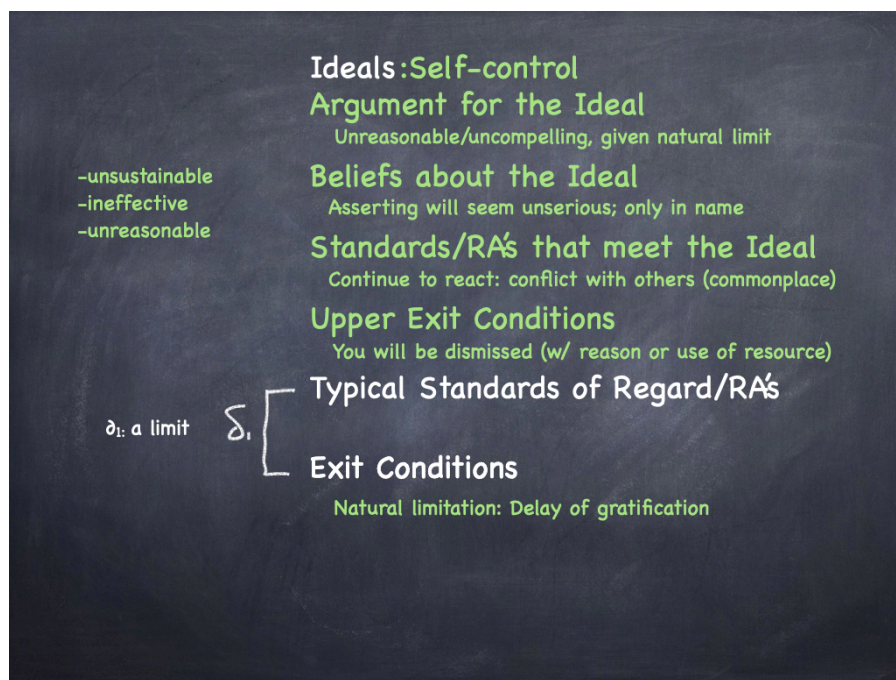 Ideals:Self-control
Argument for the Ideal
Unreasonable/uncompelling, given natural limit
-unsustainable
-ineffective
-unreasonable
Beliefs about the Ideal
Asserting will seem unserious; only in name
Standards/RA's that meet the Ideal
Continue to react: conflict with others (commonplace)
Upper Exit Conditions
You will be dismissed (w/ reason or use of resource)
Typical Standards of Regard/RA's
∂₁: a limit
δ₁
Exit Conditions
Natural limitation: Delay of gratification